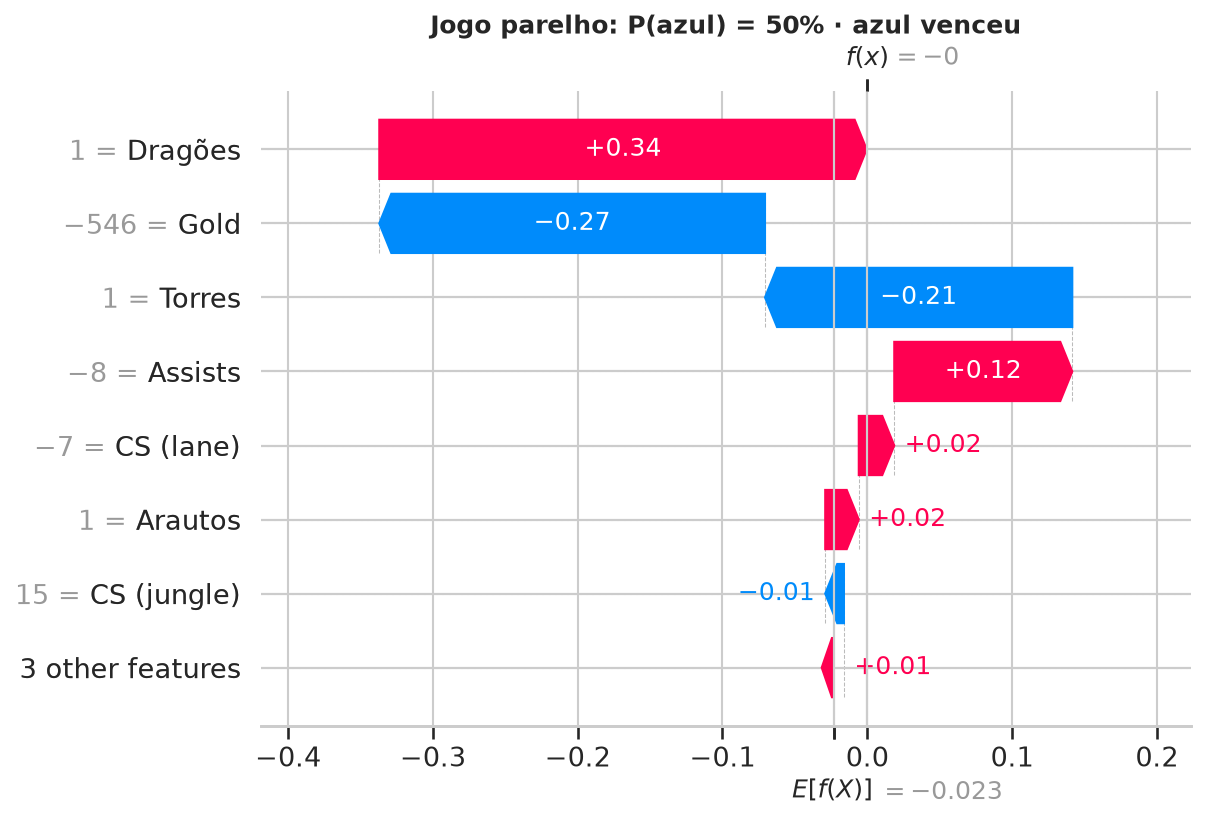 Jogo parelho: P(azul) = 50% · azul venceu
f(x) = −0
1 = Dragões
+0.34
−546 = Gold
−0.27
1 = Torres
−0.21
−8 = Assists
+0.12
−7 = CS (lane)
+0.02
1 = Arautos
+0.02
15 = CS (jungle)
−0.01
3 other features
+0.01
−0.4 −0.3 −0.2 −0.1 0.0 0.1 0.2
E[f(X)] = −0.023